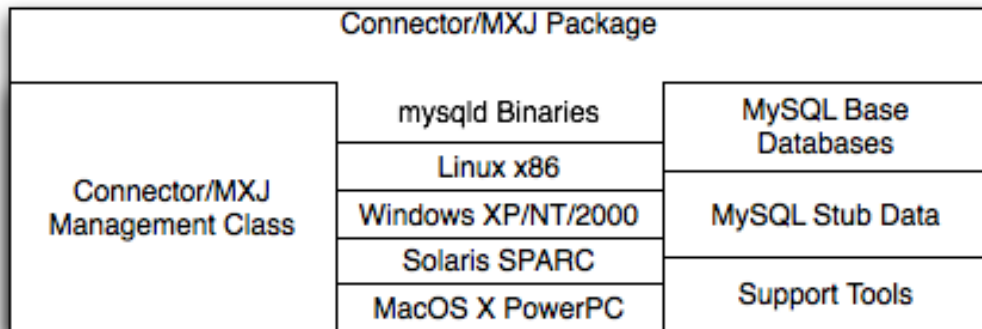 Connector/MXJ Package
Connector/MXJ
Management Class
mysqld Binaries
Linux x86
Windows XP/NT/2000
Solaris SPARC
MacOS X PowerPC
MySQL Base
Databases
MySQL Stub Data
Support Tools